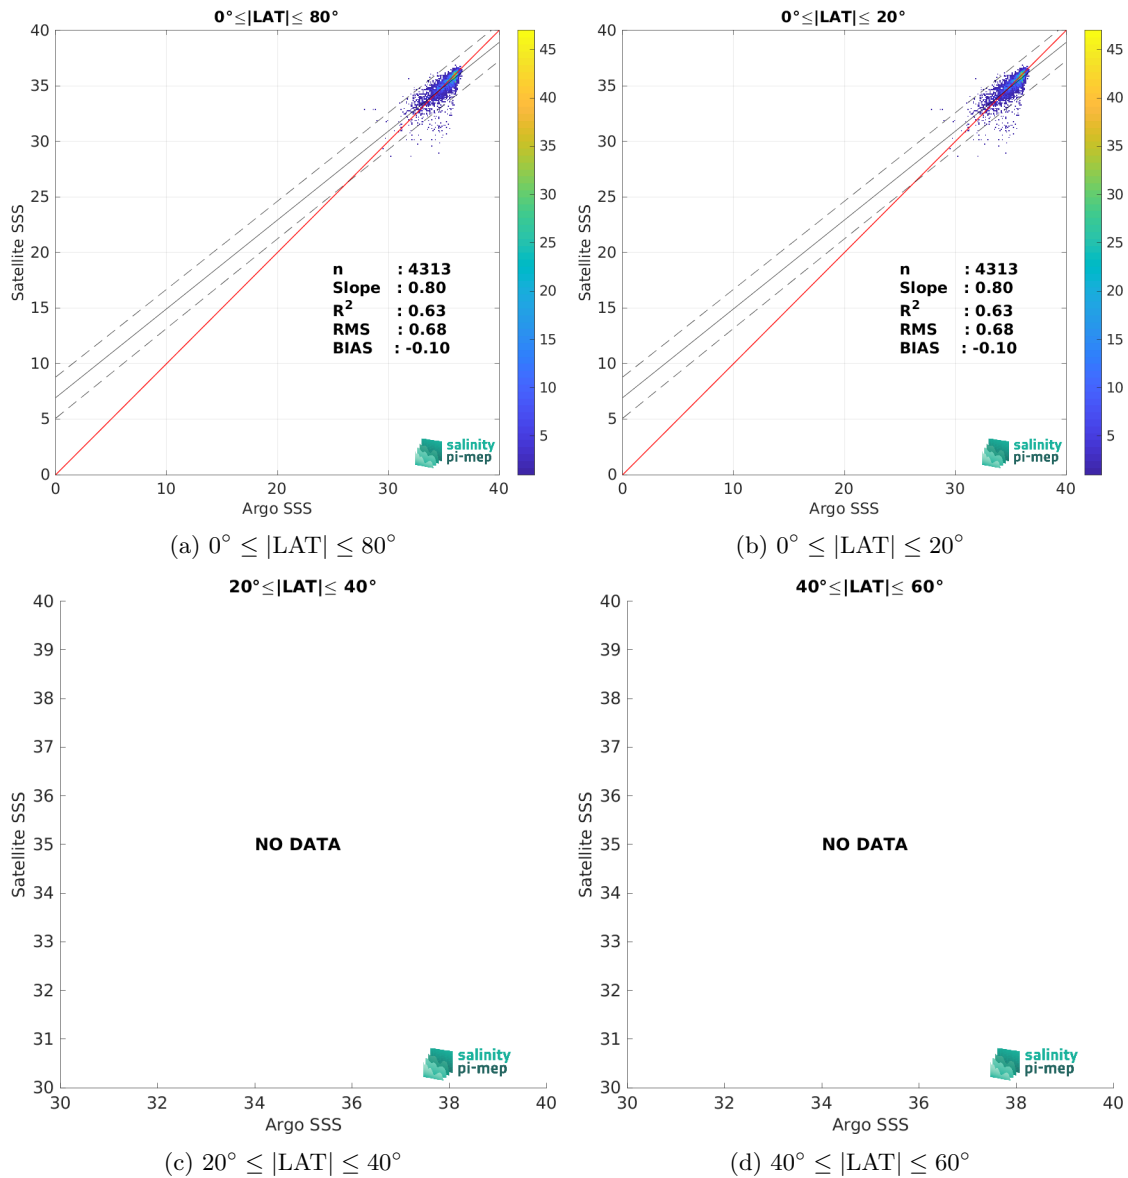 0°≤|LAT|≤ 80°
40
35
30
25
20
15
10
5
0
Satellite SSS
n : 4313
Slope : 0.80
R² : 0.63
RMS : 0.68
BIAS : -0.10
salinity
pi-mep
0 10 20 30 40
Argo SSS
45
40
35
30
25
20
15
10
5
(a) 0° ≤ |LAT| ≤ 80°
0°≤|LAT|≤ 20°
40
35
30
25
20
15
10
5
0
Satellite SSS
n : 4313
Slope : 0.80
R² : 0.63
RMS : 0.68
BIAS : -0.10
salinity
pi-mep
0 10 20 30 40
Argo SSS
45
40
35
30
25
20
15
10
5
(b) 0° ≤ |LAT| ≤ 20°
20°≤|LAT|≤ 40°
40
39
38
37
36
35
34
33
32
31
30
Satellite SSS
NO DATA
salinity
pi-mep
30 32 34 36 38 40
Argo SSS
(c) 20° ≤ |LAT| ≤ 40°
40°≤|LAT|≤ 60°
40
39
38
37
36
35
34
33
32
31
30
Satellite SSS
NO DATA
salinity
pi-mep
30 32 34 36 38 40
Argo SSS
(d) 40° ≤ |LAT| ≤ 60°